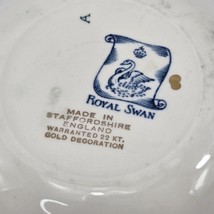 A
ROYAL SWAN
MADE IN
STAFFORDSHIRE
ENGLAND
WARRANTED 22 KT.
GOLD DECORATION